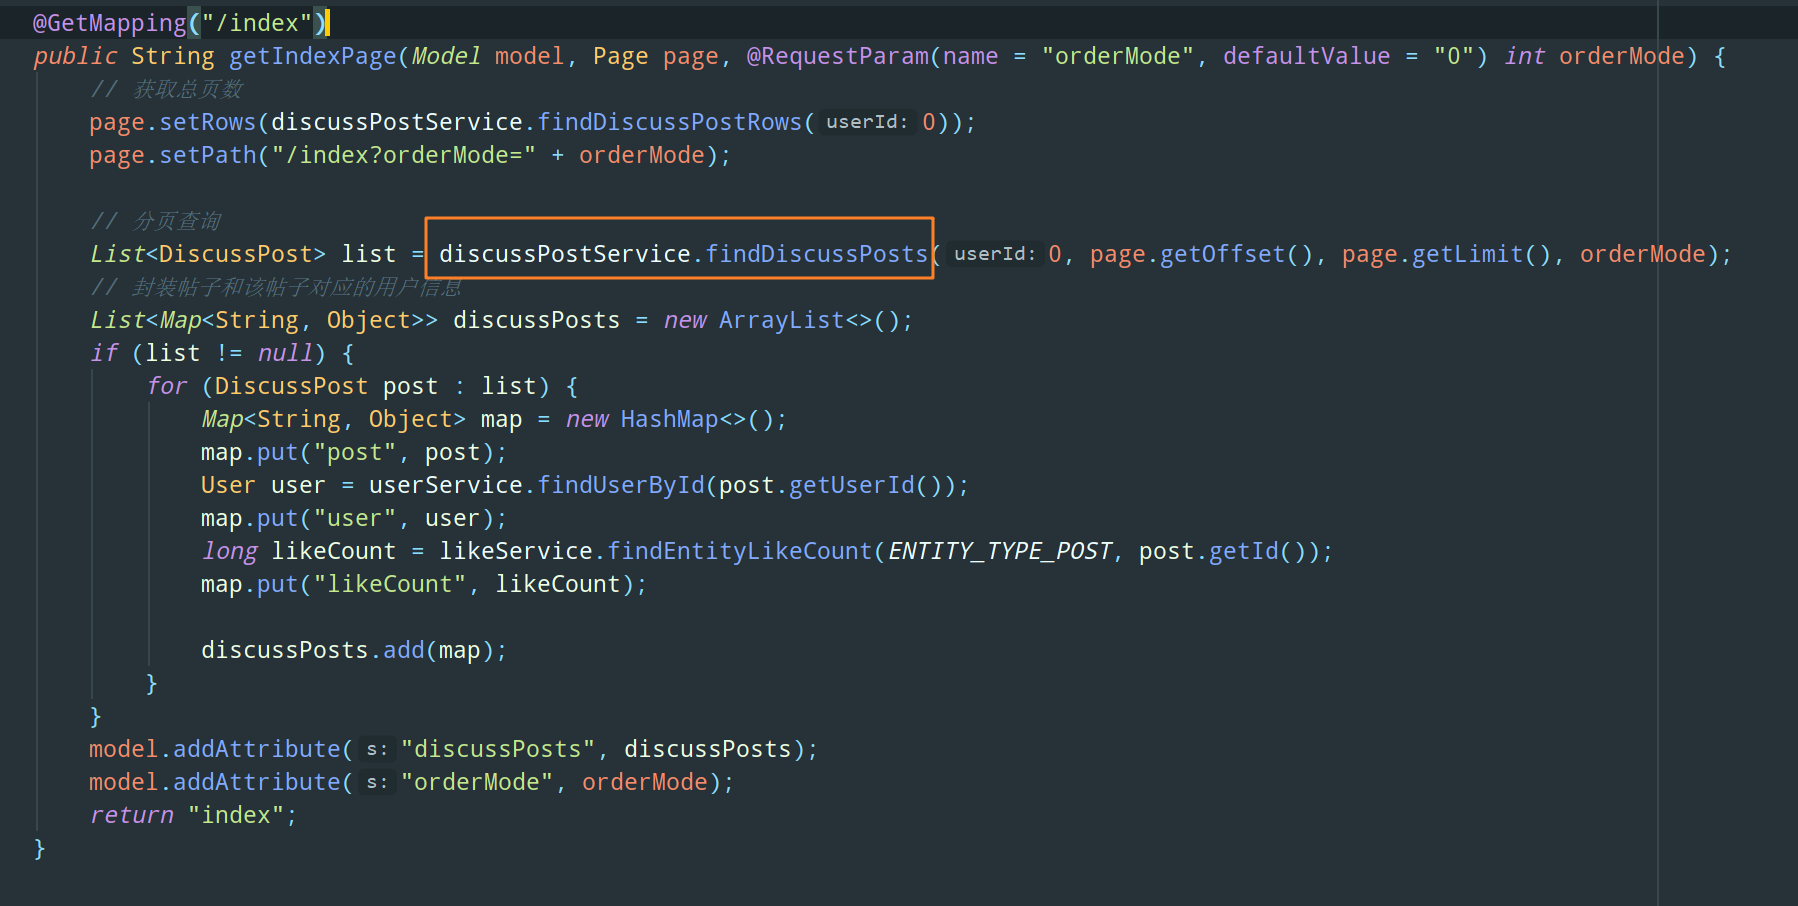 @GetMapping("/index")
public String getIndexPage(Model model, Page page, @RequestParam(name = "orderMode", defaultValue = "0") int orderMode) {
// 获取总页数
page.setRows(discussPostService.findDiscussPostRows( userId: 0));
page.setPath("/index?orderMode=" + orderMode);
// 分页查询
List<DiscussPost> list = discussPostService.findDiscussPosts( userId: 0, page.getOffset(), page.getLimit(), orderMode);
// 封装帖子和该帖子对应的用户信息
List<Map<String, Object>> discussPosts = new ArrayList<>();
if (list != null) {
for (DiscussPost post : list) {
Map<String, Object> map = new HashMap<>();
map.put("post", post);
User user = userService.findUserById(post.getUserId());
map.put("user", user);
long likeCount = likeService.findEntityLikeCount(ENTITY_TYPE_POST, post.getId());
map.put("likeCount", likeCount);
discussPosts.add(map);
}
}
model.addAttribute( s: "discussPosts", discussPosts);
model.addAttribute( s: "orderMode", orderMode);
return "index";
}